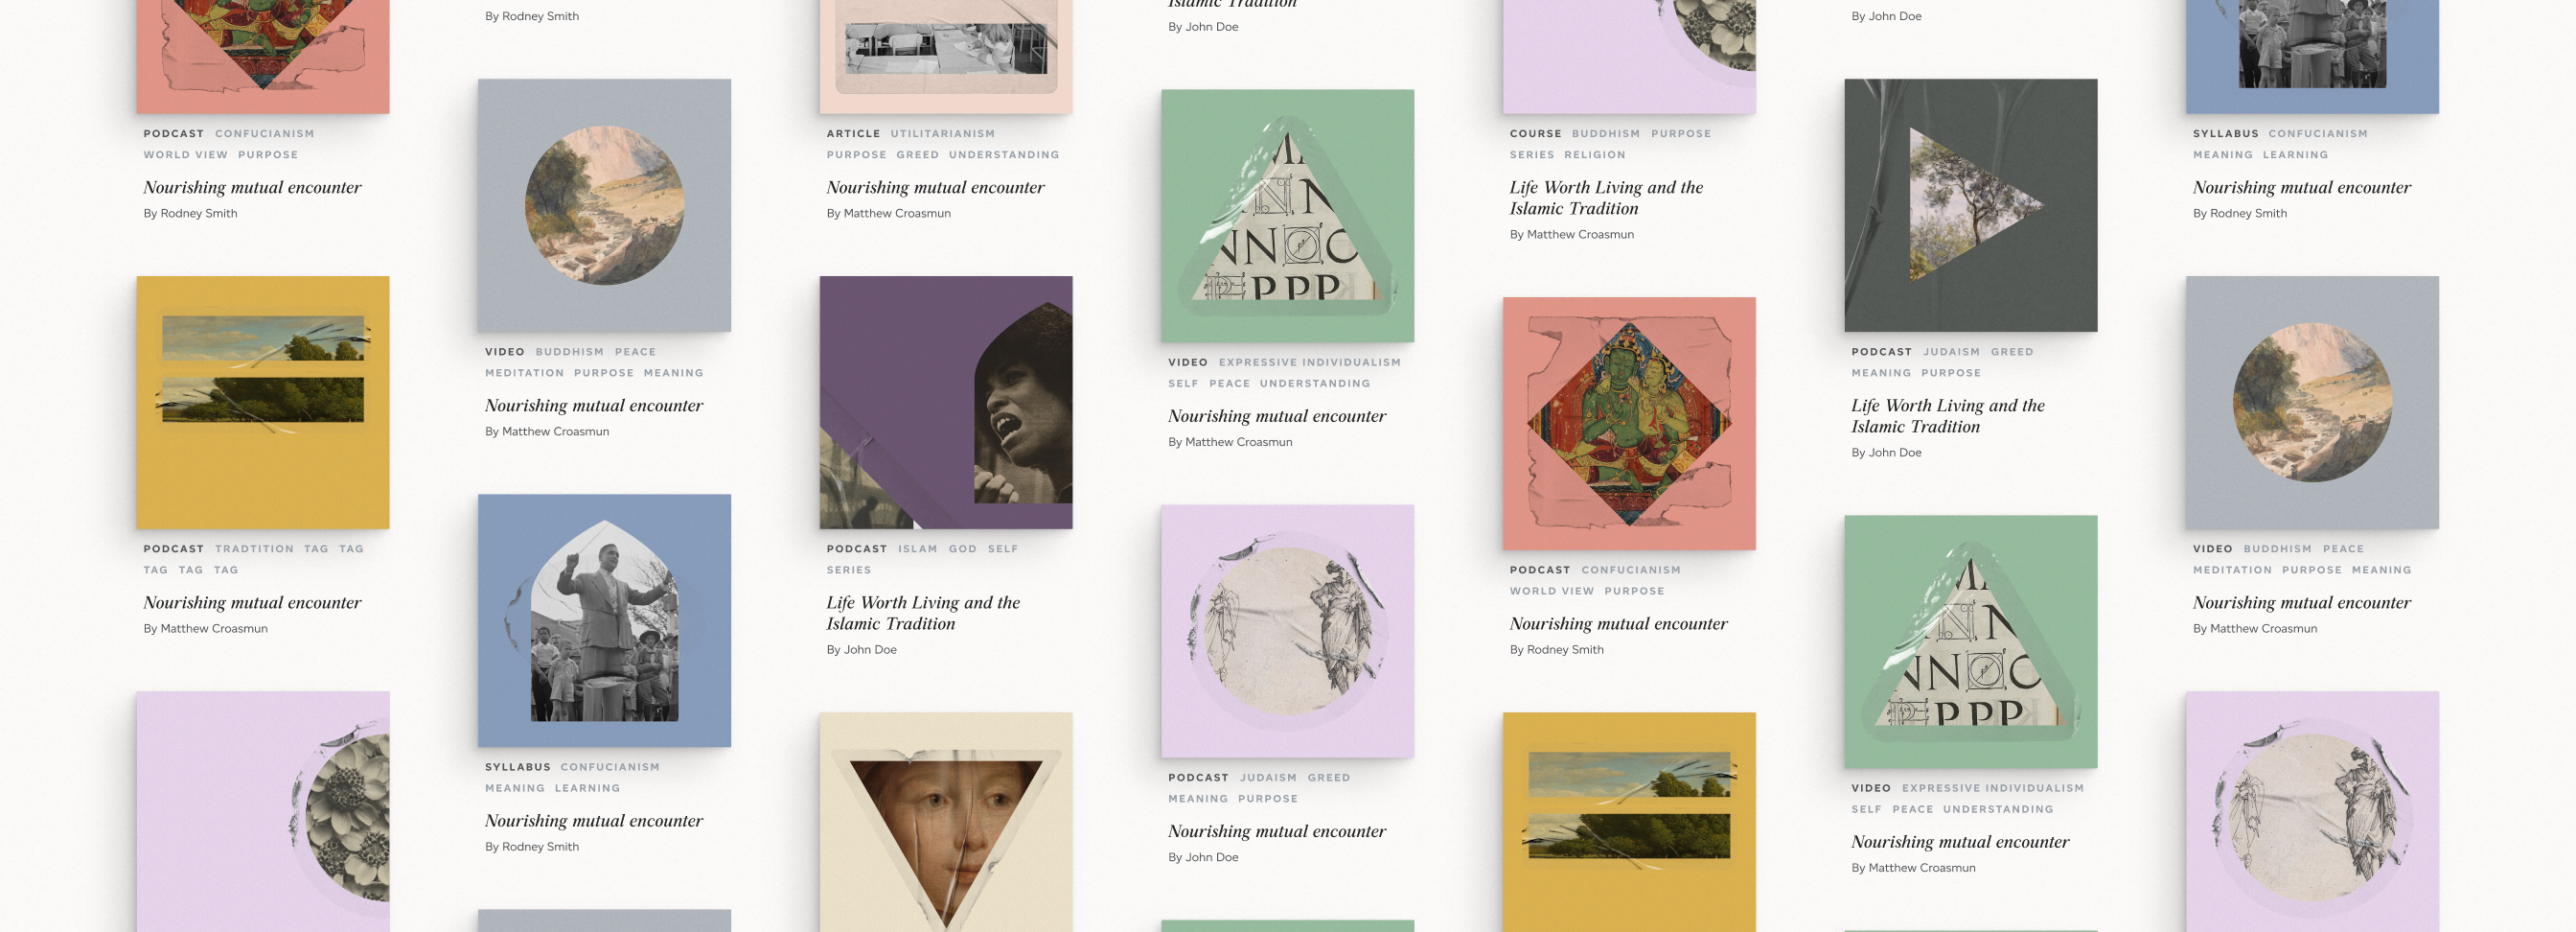 PODCAST CONFUCIANISM
WORLD VIEW PURPOSE
Nourishing mutual encounter
By Rodney Smith
PODCAST TRADTITION TAG TAG
TAG TAG TAG
Nourishing mutual encounter
By Matthew Croasmun
By Rodney Smith
VIDEO BUDDHISM PEACE
MEDITATION PURPOSE MEANING
Nourishing mutual encounter
By Matthew Croasmun
SYLLABUS CONFUCIANISM
MEANING LEARNING
Nourishing mutual encounter
By Rodney Smith
ARTICLE UTILITARIANISM
PURPOSE GREED UNDERSTANDING
Nourishing mutual encounter
By Matthew Croasmun
PODCAST ISLAM GOD SELF
SERIES
Life Worth Living and the
Islamic Tradition
By John Doe
Islamic Tradition
By John Doe
VIDEO EXPRESSIVE INDIVIDUALISM
SELF PEACE UNDERSTANDING
Nourishing mutual encounter
By Matthew Croasmun
PODCAST JUDAISM GREED
MEANING PURPOSE
Nourishing mutual encounter
By John Doe
COURSE BUDDHISM PURPOSE
SERIES RELIGION
Life Worth Living and the
Islamic Tradition
By Matthew Croasmun
PODCAST CONFUCIANISM
WORLD VIEW PURPOSE
Nourishing mutual encounter
By Rodney Smith
By John Doe
PODCAST JUDAISM GREED
MEANING PURPOSE
Life Worth Living and the
Islamic Tradition
By John Doe
VIDEO EXPRESSIVE INDIVIDUALISM
SELF PEACE UNDERSTANDING
Nourishing mutual encounter
By Matthew Croasmun
SYLLABUS CONFUCIANISM
MEANING LEARNING
Nourishing mutual encounter
By Rodney Smith
VIDEO BUDDHISM PEACE
MEDITATION PURPOSE MEANING
Nourishing mutual encounter
By Matthew Croasmun